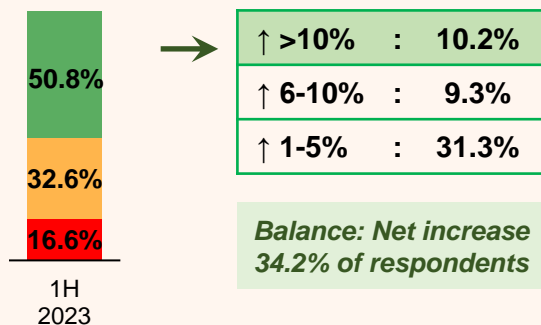 50.8%
32.6%
16.6%
1H
2023
↑ >10% : 10.2%
↑ 6-10% : 9.3%
↑ 1-5% : 31.3%
Balance: Net increase
34.2% of respondents